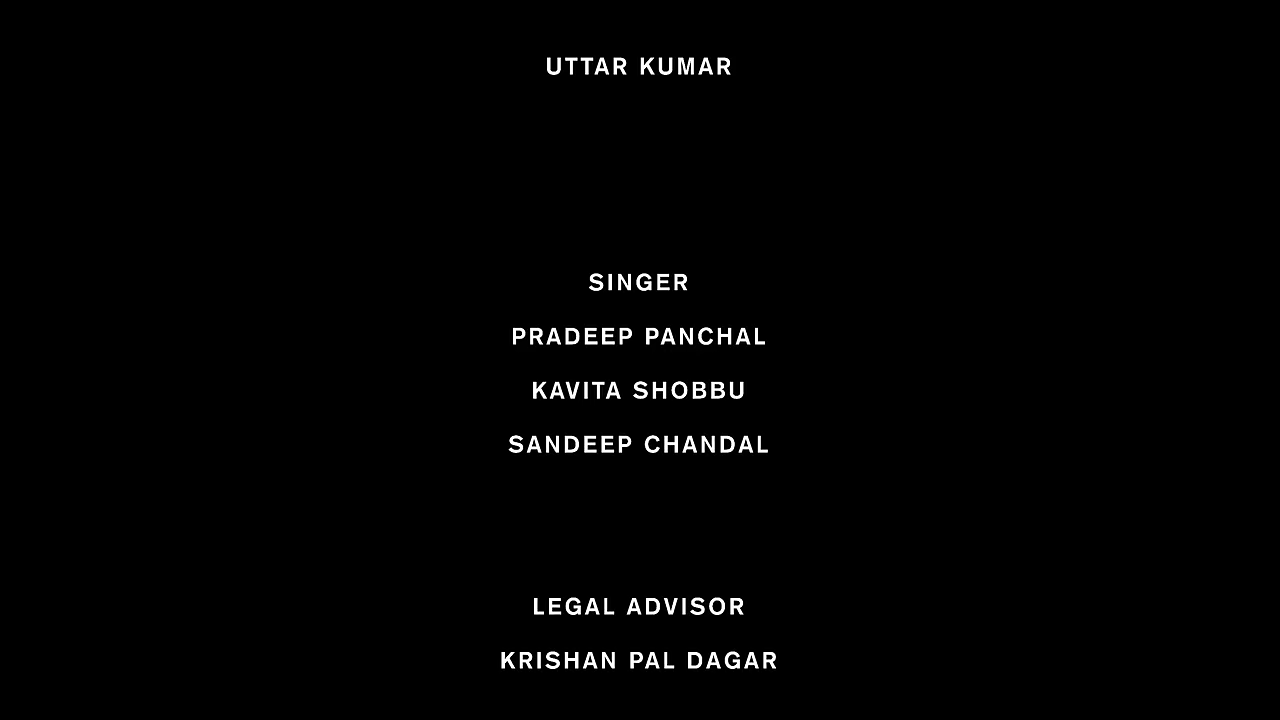 UTTAR KUMAR
SINGER
PRADEEP PANCHAL
KAVITA SHOBBU
SANDEEP CHANDAL
LEGAL ADVISOR
KRISHAN PAL DAGAR